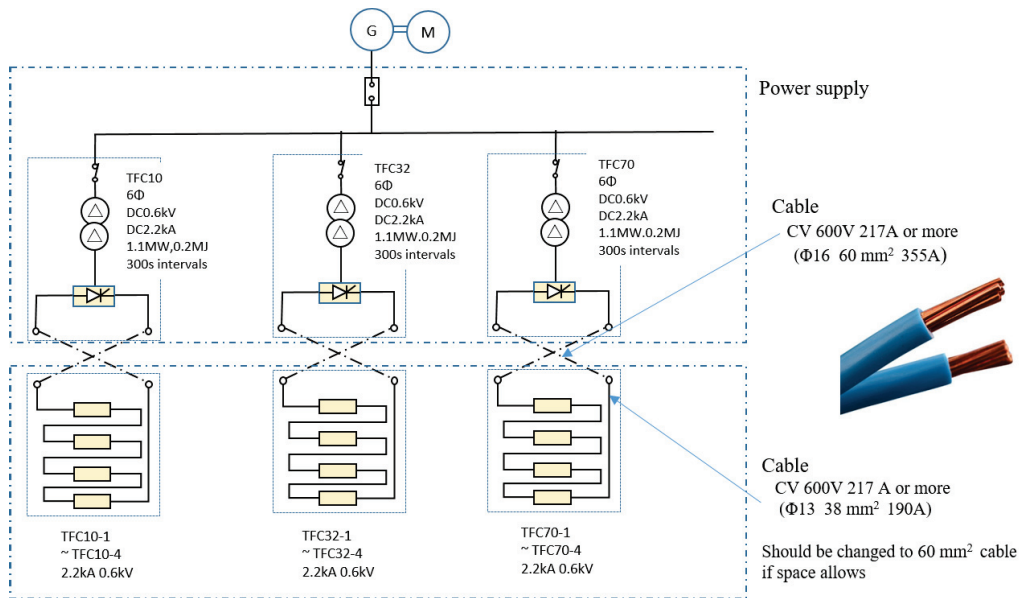 G
M
Power supply
TFC10
6Φ
DC0.6kV
DC2.2kA
1.1MW,0.2MJ
300s intervals
TFC32
6Φ
DC0.6kV
DC2.2kA
1.1MW.0.2MJ
300s intervals
TFC70
6Φ
DC0.6kV
DC2.2kA
1.1MW.0.2MJ
300s intervals
Cable
CV 600V 217A or more
(Φ16 60 mm² 355A)
Cable
CV 600V 217 A or more
(Φ13 38 mm² 190A)
Should be changed to 60 mm² cable
if space allows
TFC10-1
~ TFC10-4
2.2kA 0.6kV
TFC32-1
~ TFC32-4
2.2kA 0.6kV
TFC70-1
~ TFC70-4
2.2kA 0.6kV